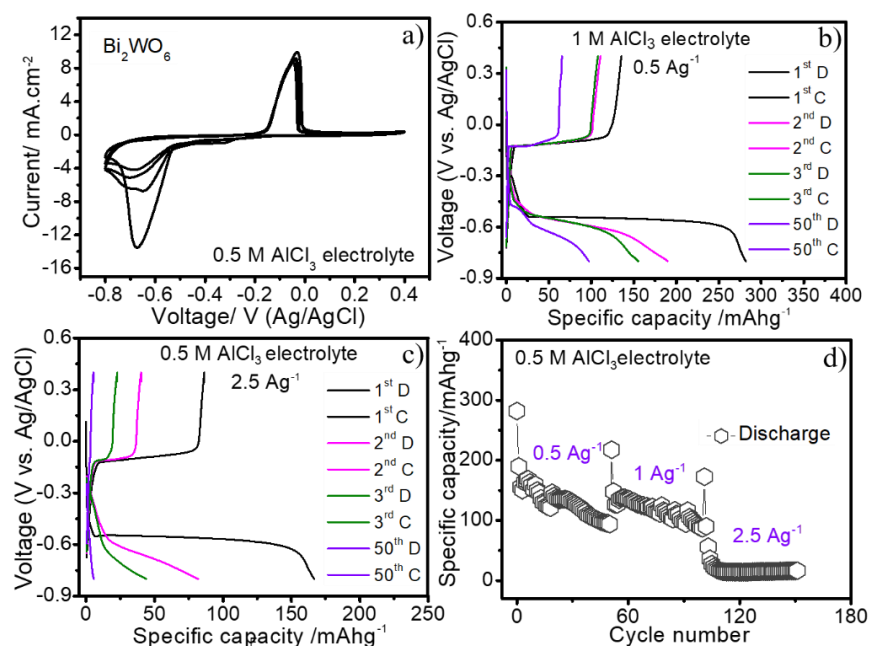 a)
Bi₂WO₆
0.5 M AlCl₃ electrolyte
Current/ mA.cm⁻²
12
8
4
0
-4
-8
-12
-16
-0.8 -0.6 -0.4 -0.2 0.0 0.2 0.4
Voltage/ V (Ag/AgCl)
b)
1 M AlCl₃ electrolyte
0.5 Ag⁻¹
1ˢᵗ D
1ˢᵗ C
2ⁿᵈ D
2ⁿᵈ C
3ʳᵈ D
3ʳᵈ C
50ᵗʰ D
50ᵗʰ C
Voltage (V vs. Ag/AgCl)
0.6
0.3
0.0
-0.3
-0.6
-0.9
0 50 100 150 200 250 300 350 400
Specific capacity /mAhg⁻¹
c)
0.5 M AlCl₃ electrolyte
2.5 Ag⁻¹
1ˢᵗ D
1ˢᵗ C
2ⁿᵈ D
2ⁿᵈ C
3ʳᵈ D
3ʳᵈ C
50ᵗʰ D
50ᵗʰ C
Voltage (V vs. Ag/AgCl)
0.6
0.3
0.0
-0.3
-0.6
-0.9
0 50 100 150 200 250 300
Specific capacity /mAhg⁻¹
d)
0.5 M AlCl₃electrolyte
Discharge
0.5 Ag⁻¹
1 Ag⁻¹
2.5 Ag⁻¹
Specific capacity/mAhg⁻¹
400
300
200
100
0
0 60 120 180
Cycle number